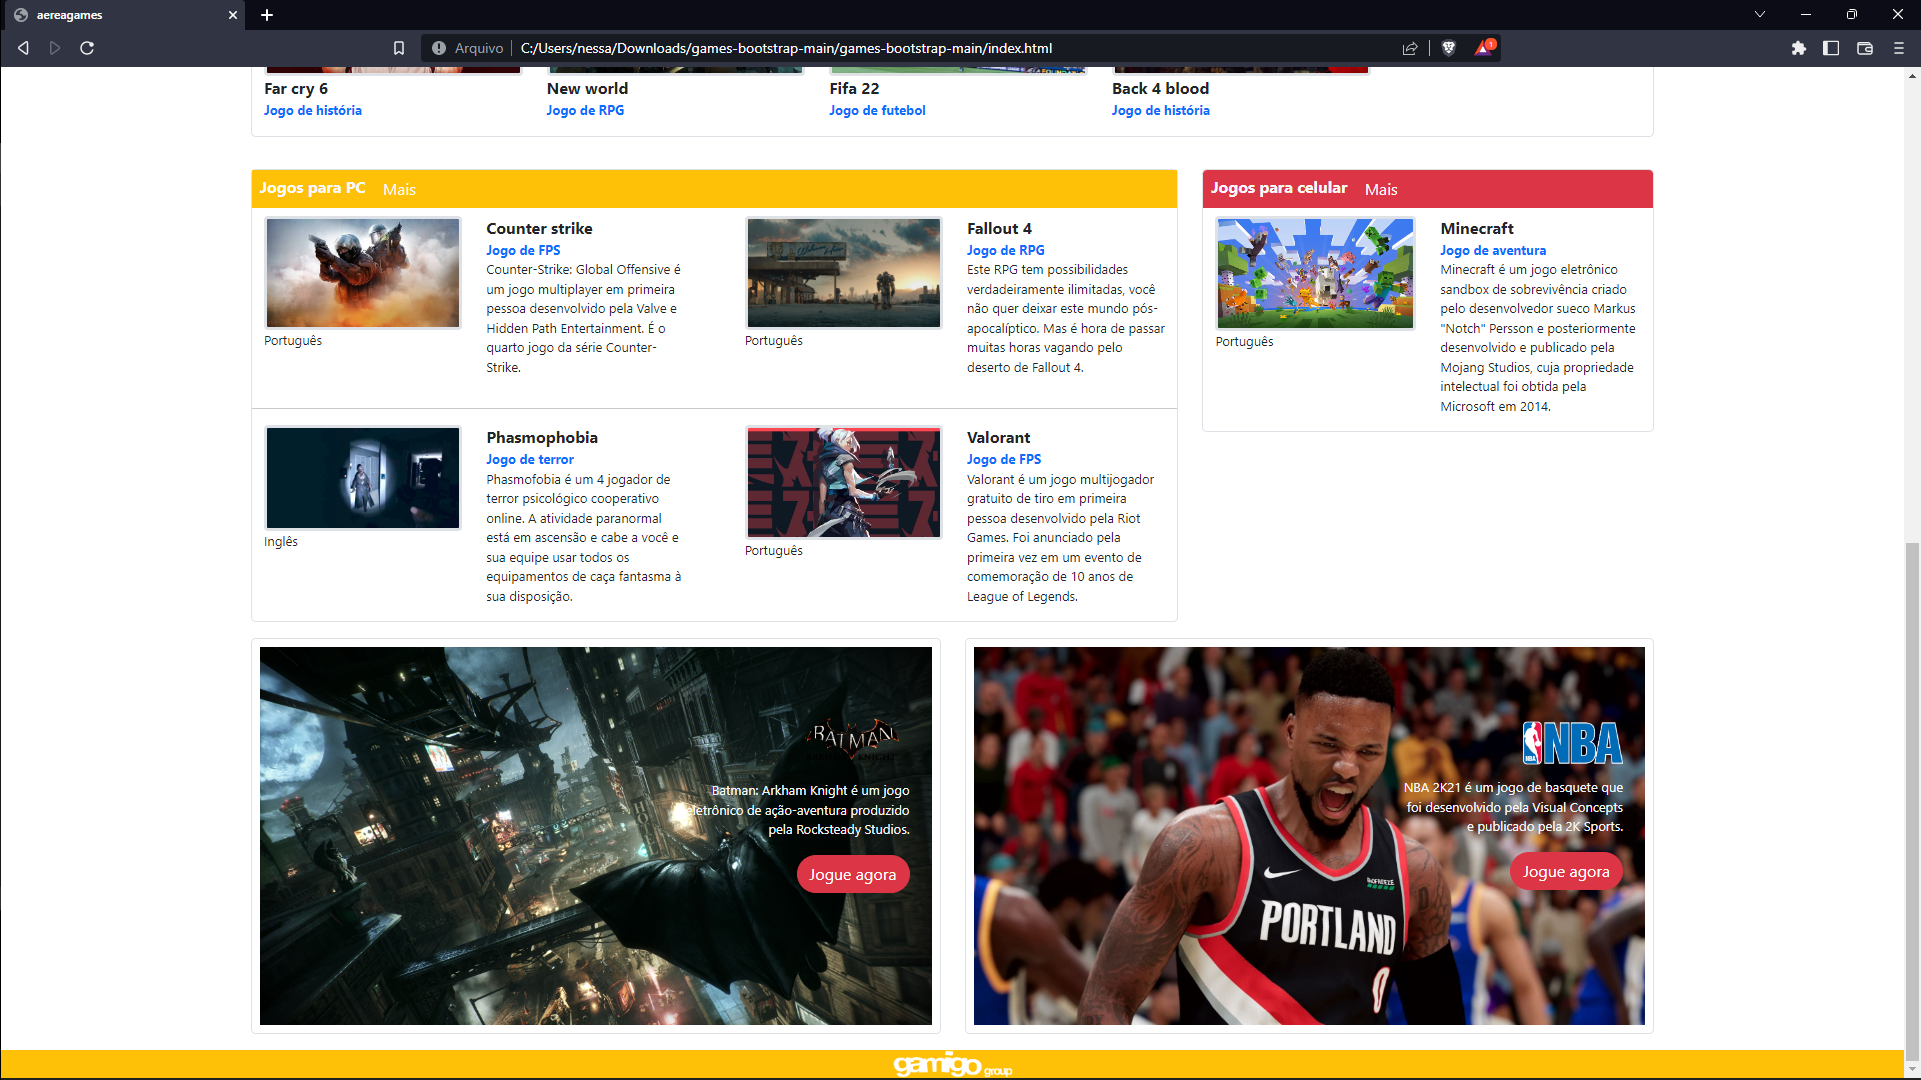 aereagames
Arquivo
C:/Users/nessa/Downloads/games-bootstrap-main/games-bootstrap-main/index.html
1
Far cry 6
Jogo de história
New world
Jogo de RPG
Fifa 22
Jogo de futebol
Back 4 blood
Jogo de história
Jogos para PC Mais
Counter strike
Jogo de FPS
Counter-Strike: Global Offensive é
um jogo multiplayer em primeira
pessoa desenvolvido pela Valve e
Hidden Path Entertainment. É o
quarto jogo da série Counter-
Strike.
Português
Fallout 4
Jogo de RPG
Este RPG tem possibilidades
verdadeiramente ilimitadas, você
não quer deixar este mundo pós-
apocalíptico. Mas é hora de passar
muitas horas vagando pelo
deserto de Fallout 4.
Português
Phasmophobia
Jogo de terror
Phasmofobia é um 4 jogador de
terror psicológico cooperativo
online. A atividade paranormal
está em ascensão e cabe a você e
sua equipe usar todos os
equipamentos de caça fantasma à
sua disposição.
Inglês
Valorant
Jogo de FPS
Valorant é um jogo multijogador
gratuito de tiro em primeira
pessoa desenvolvido pela Riot
Games. Foi anunciado pela
primeira vez em um evento de
comemoração de 10 anos de
League of Legends.
Português
Jogos para celular Mais
Minecraft
Jogo de aventura
Minecraft é um jogo eletrônico
sandbox de sobrevivência criado
pelo desenvolvedor sueco Markus
"Notch" Persson e posteriormente
desenvolvido e publicado pela
Mojang Studios, cuja propriedade
intelectual foi obtida pela
Microsoft em 2014.
Português
BATMAN
Batman: Arkham Knight é um jogo
eletrônico de ação-aventura produzido
pela Rocksteady Studios.
Jogue agora
NBA
NBA 2K21 é um jogo de basquete que
foi desenvolvido pela Visual Concepts
e publicado pela 2K Sports.
Jogue agora
PORTLAND
0
gamigo group